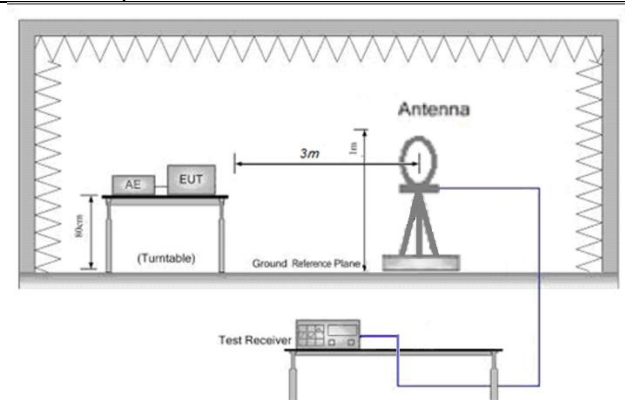 Antenna
3m
1m
AE
EUT
80cm
(Turntable)
Ground Reference Plane
Test Receiver